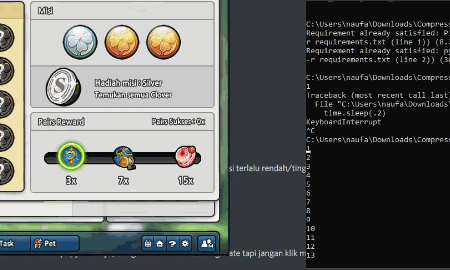 Misi
S
Hadiah misi : Silver
Temukan semua Clover
Pairs Reward
Pairs Sukses : 0x
3x
7x
15x
Task
Pet
si terlalu rendah/ting
ate tapi jangan klik m
C:\Users\naufa\Downloads\Compress
Requirement already satisfied: P
r requirements.txt (line 1)) (8.
Requirement already satisfied: py
-r requirements.txt (line 2)) (3
C:\Users\naufa\Downloads\Compress
1
Traceback (most recent call last)
File "C:\Users\naufa\Downloads\
time.sleep(.2)
KeyboardInterrupt
^C
C:\Users\naufa\Downloads\Compress
1
2
3
4
5
6
7
8
9
10
11
12
13